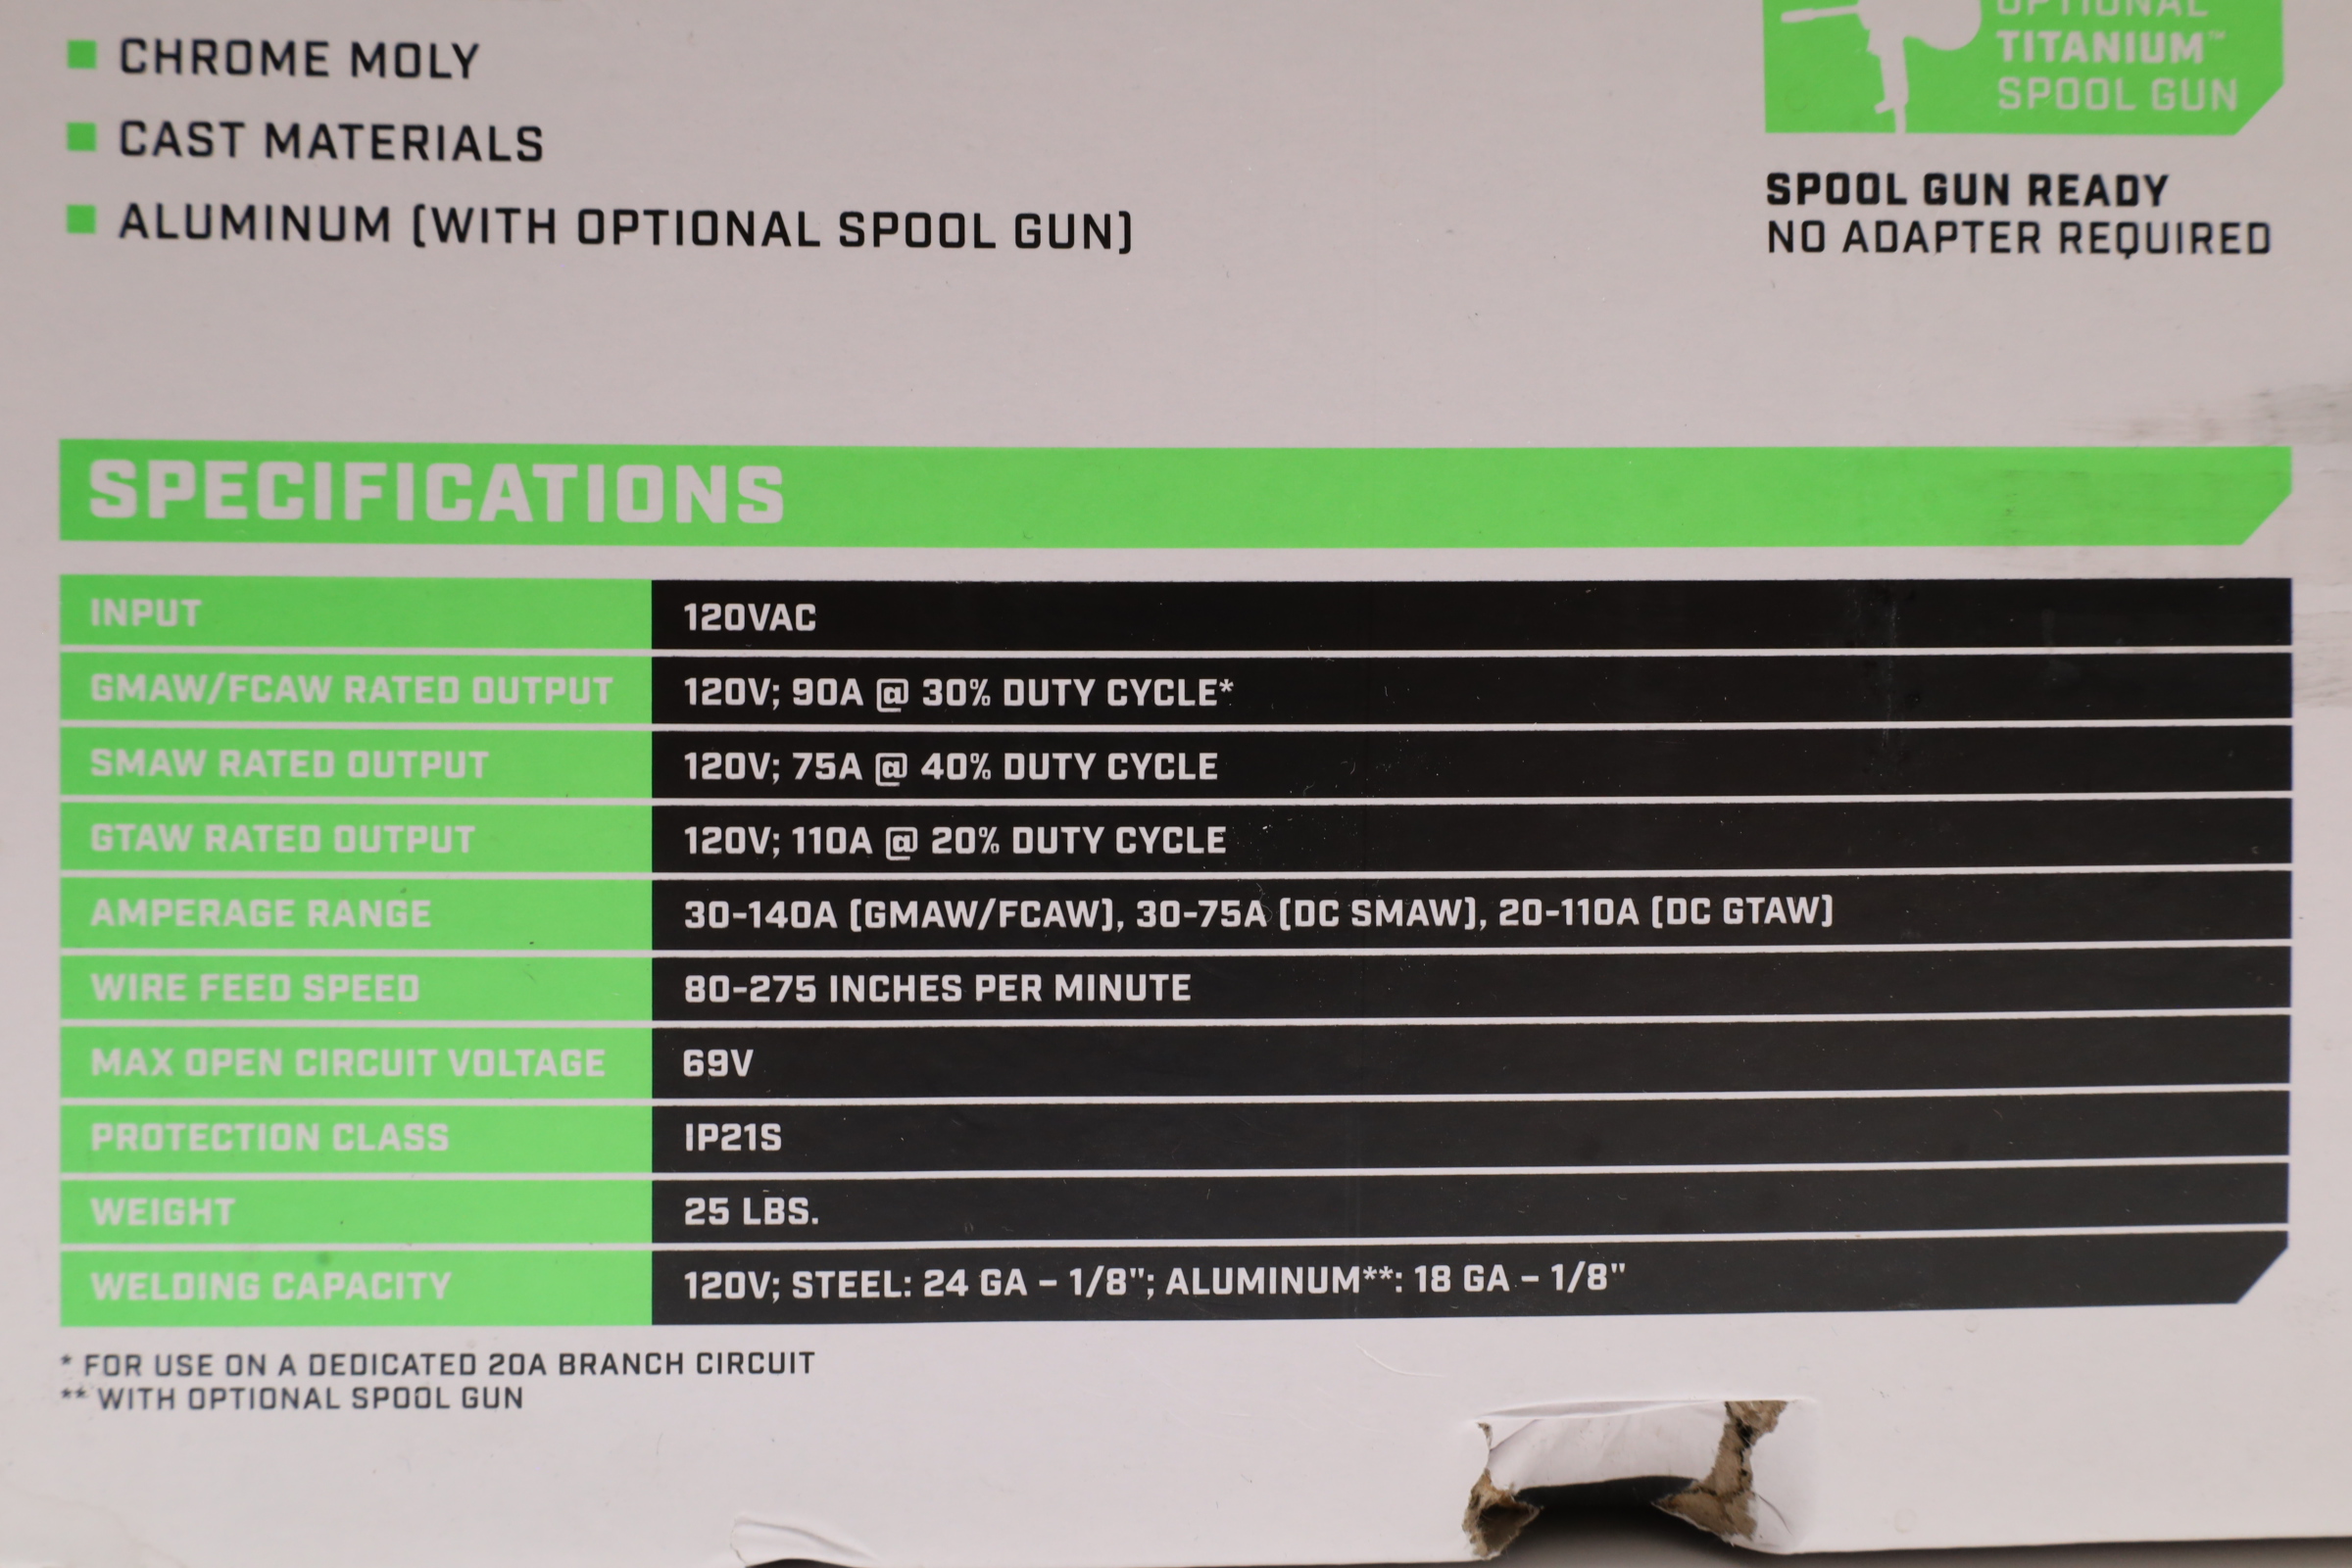 CHROME MOLY
CAST MATERIALS
ALUMINUM (WITH OPTIONAL SPOOL GUN)
OPTIONAL
TITANIUM™
SPOOL GUN
SPOOL GUN READY
NO ADAPTER REQUIRED
SPECIFICATIONS
INPUT 120VAC
GMAW/FCAW RATED OUTPUT 120V; 90A @ 30% DUTY CYCLE*
SMAW RATED OUTPUT 120V; 75A @ 40% DUTY CYCLE
GTAW RATED OUTPUT 120V; 110A @ 20% DUTY CYCLE
AMPERAGE RANGE 30-140A (GMAW/FCAW), 30-75A (DC SMAW), 20-110A (DC GTAW)
WIRE FEED SPEED 80-275 INCHES PER MINUTE
MAX OPEN CIRCUIT VOLTAGE 69V
PROTECTION CLASS IP21S
WEIGHT 25 LBS.
WELDING CAPACITY 120V; STEEL: 24 GA – 1/8"; ALUMINUM**: 18 GA – 1/8"
* FOR USE ON A DEDICATED 20A BRANCH CIRCUIT
** WITH OPTIONAL SPOOL GUN